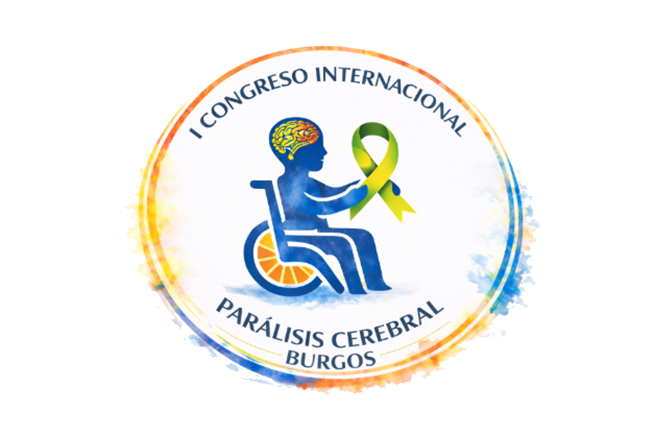 I CONGRESO INTERNACIONAL
PARÁLISIS CEREBRAL
BURGOS